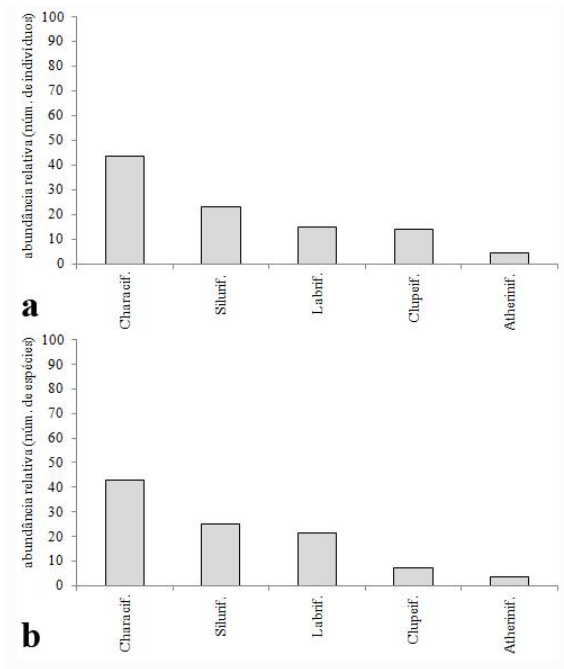 abundância relativa (núm. de indivíduos)
100
90
80
70
60
50
40
30
20
10
0
Characif.
Silurif.
Labrif.
Clupeif.
Atherinif.
a
abundância relativa (núm. de espécies)
100
90
80
70
60
50
40
30
20
10
0
Characif.
Silurif.
Labrif.
Clupeif.
Atherinif.
b